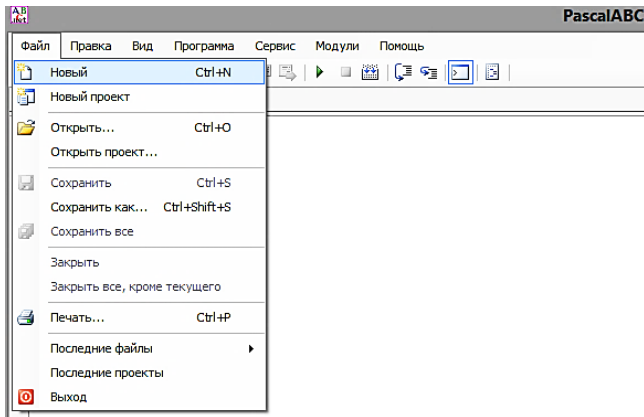 PascalABC
Файл Правка Вид Программа Сервис Модули Помощь
Новый Ctrl+N
Новый проект
Открыть... Ctrl+O
Открыть проект...
Сохранить Ctrl+S
Сохранить как... Ctrl+Shift+S
Сохранить все
Закрыть
Закрыть все, кроме текущего
Печать... Ctrl+P
Последние файлы
Последние проекты
Выход